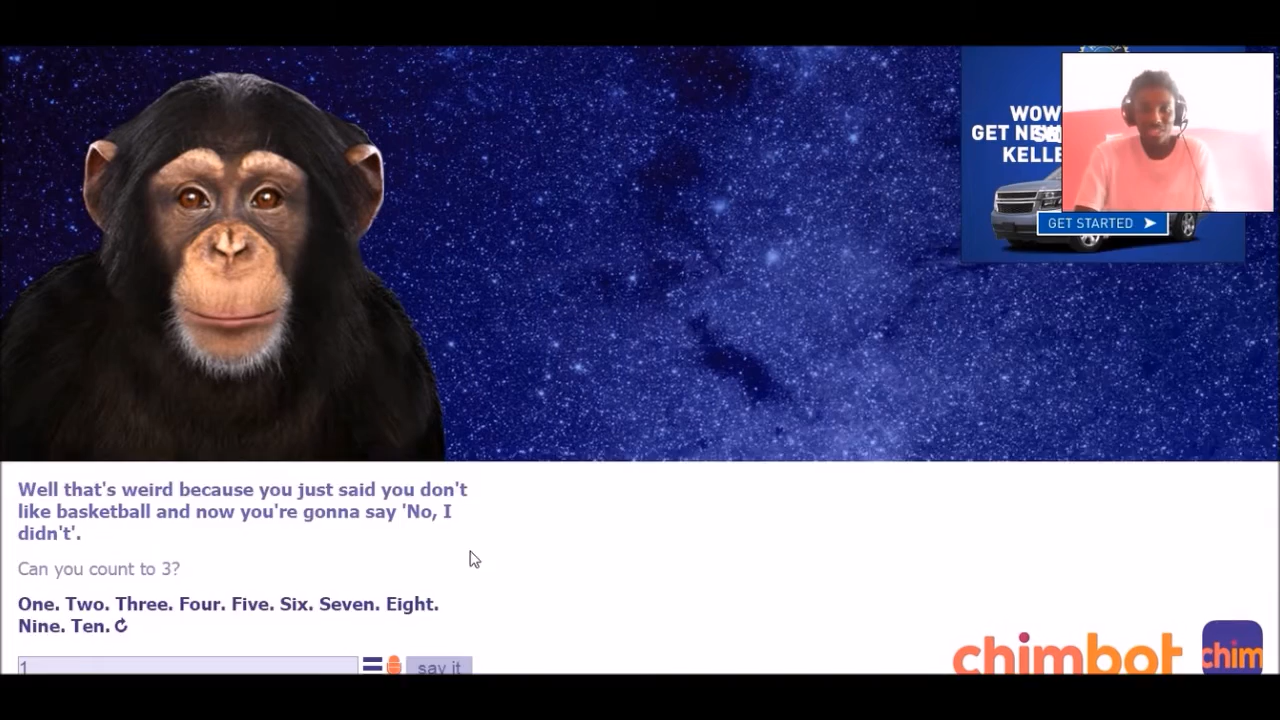 WOW
GET NEW
KELLE
GET STARTED
Well that's weird because you just said you don't
like basketball and now you're gonna say 'No, I
didn't'.
Can you count to 3?
One. Two. Three. Four. Five. Six. Seven. Eight.
Nine. Ten.
1
say it
chimbot
chim